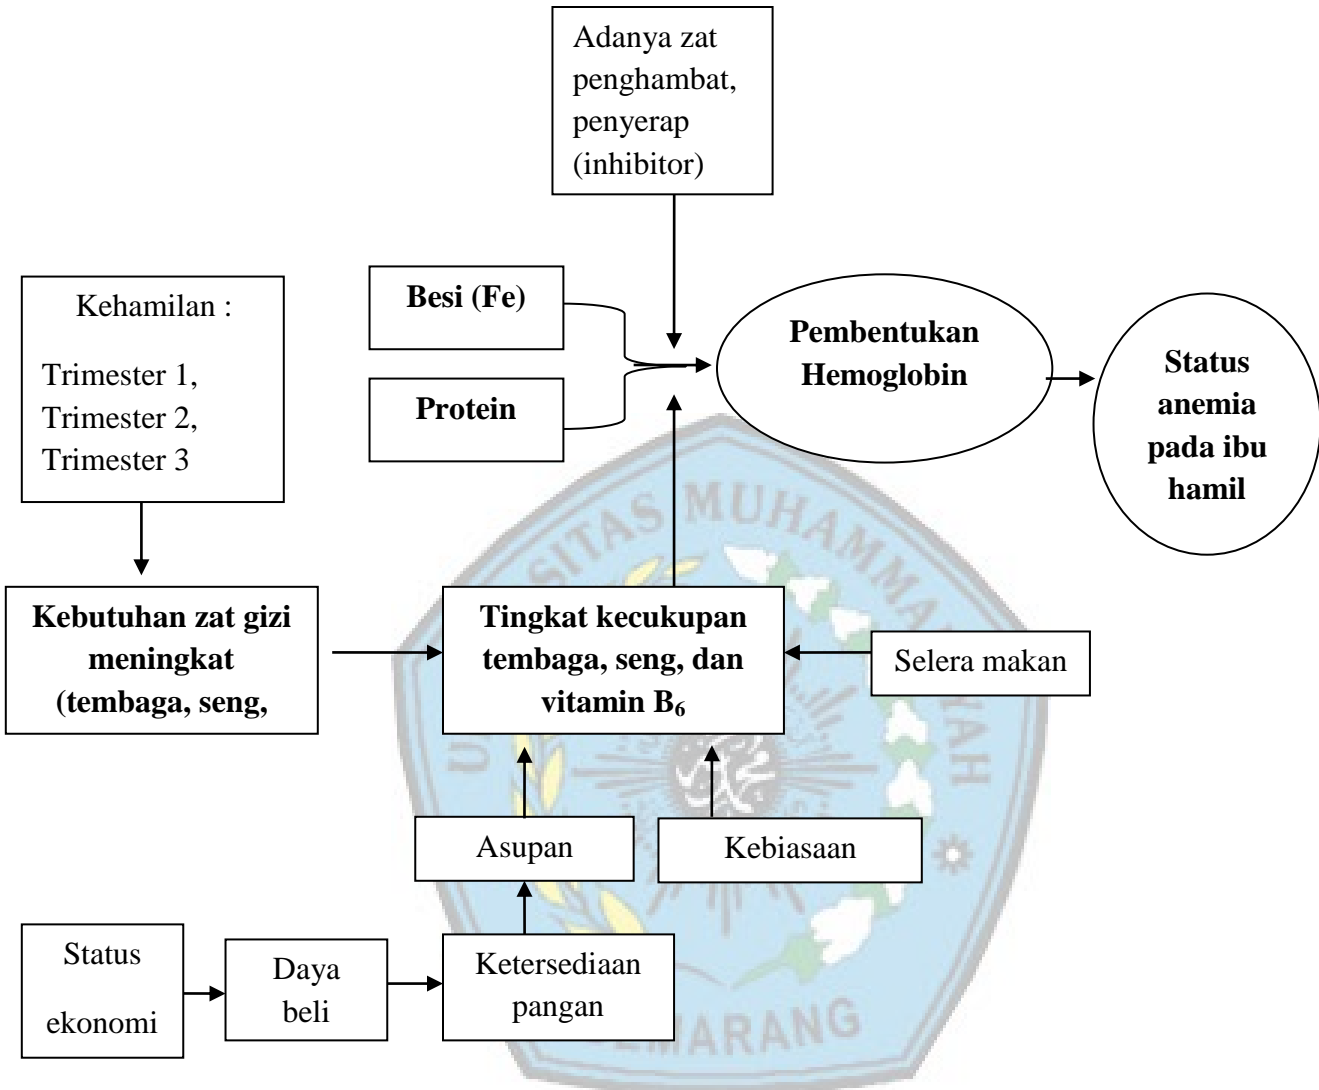 Adanya zat
penghambat,
penyerap
(inhibitor)
Besi (Fe)
Protein
Kehamilan :
Trimester 1,
Trimester 2,
Trimester 3
Pembentukan
Hemoglobin
Status
anemia
pada ibu
hamil
Kebutuhan zat gizi
meningkat
(tembaga, seng,
Tingkat kecukupan
tembaga, seng, dan
vitamin B₆
Selera makan
Asupan
Kebiasaan
Status
ekonomi
Daya
beli
Ketersediaan
pangan
MUHAMMA